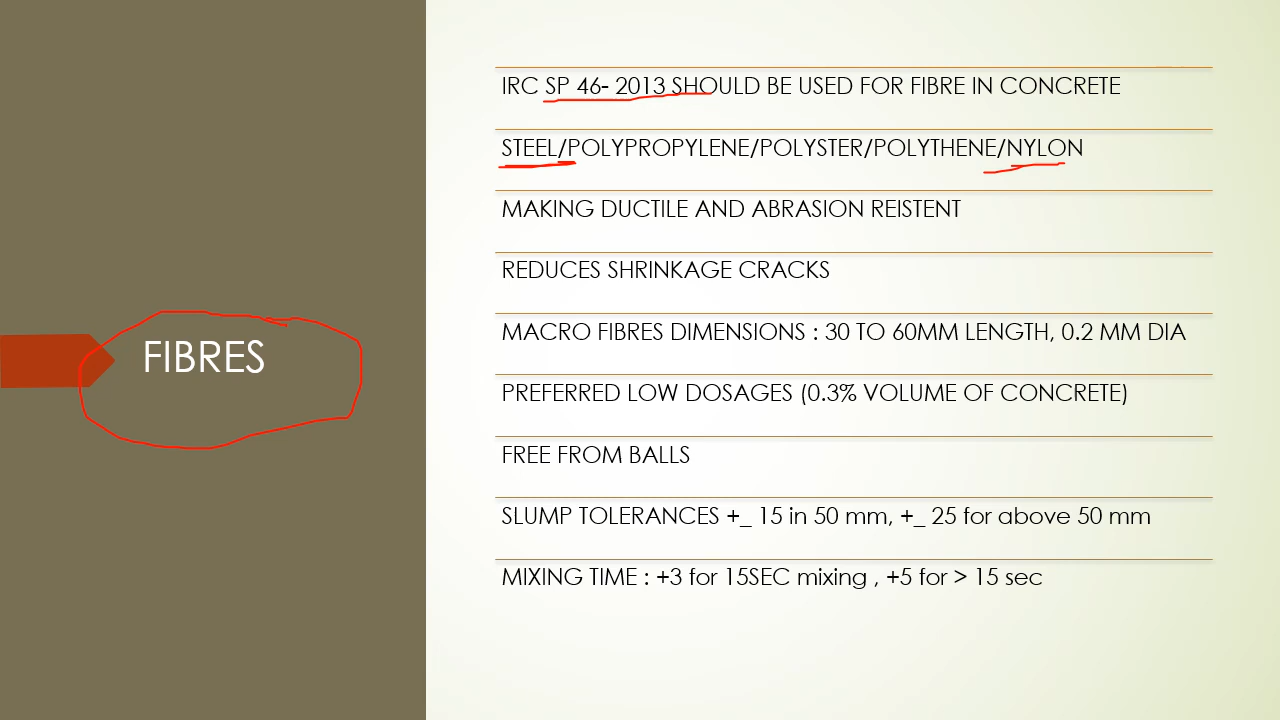 FIBRES
IRC SP 46- 2013 SHOULD BE USED FOR FIBRE IN CONCRETE
STEEL/POLYPROPYLENE/POLYSTER/POLYTHENE/NYLON
MAKING DUCTILE AND ABRASION REISTENT
REDUCES SHRINKAGE CRACKS
MACRO FIBRES DIMENSIONS : 30 TO 60MM LENGTH, 0.2 MM DIA
PREFERRED LOW DOSAGES (0.3% VOLUME OF CONCRETE)
FREE FROM BALLS
SLUMP TOLERANCES +_ 15 in 50 mm, +_ 25 for above 50 mm
MIXING TIME : +3 for 15SEC mixing , +5 for > 15 sec